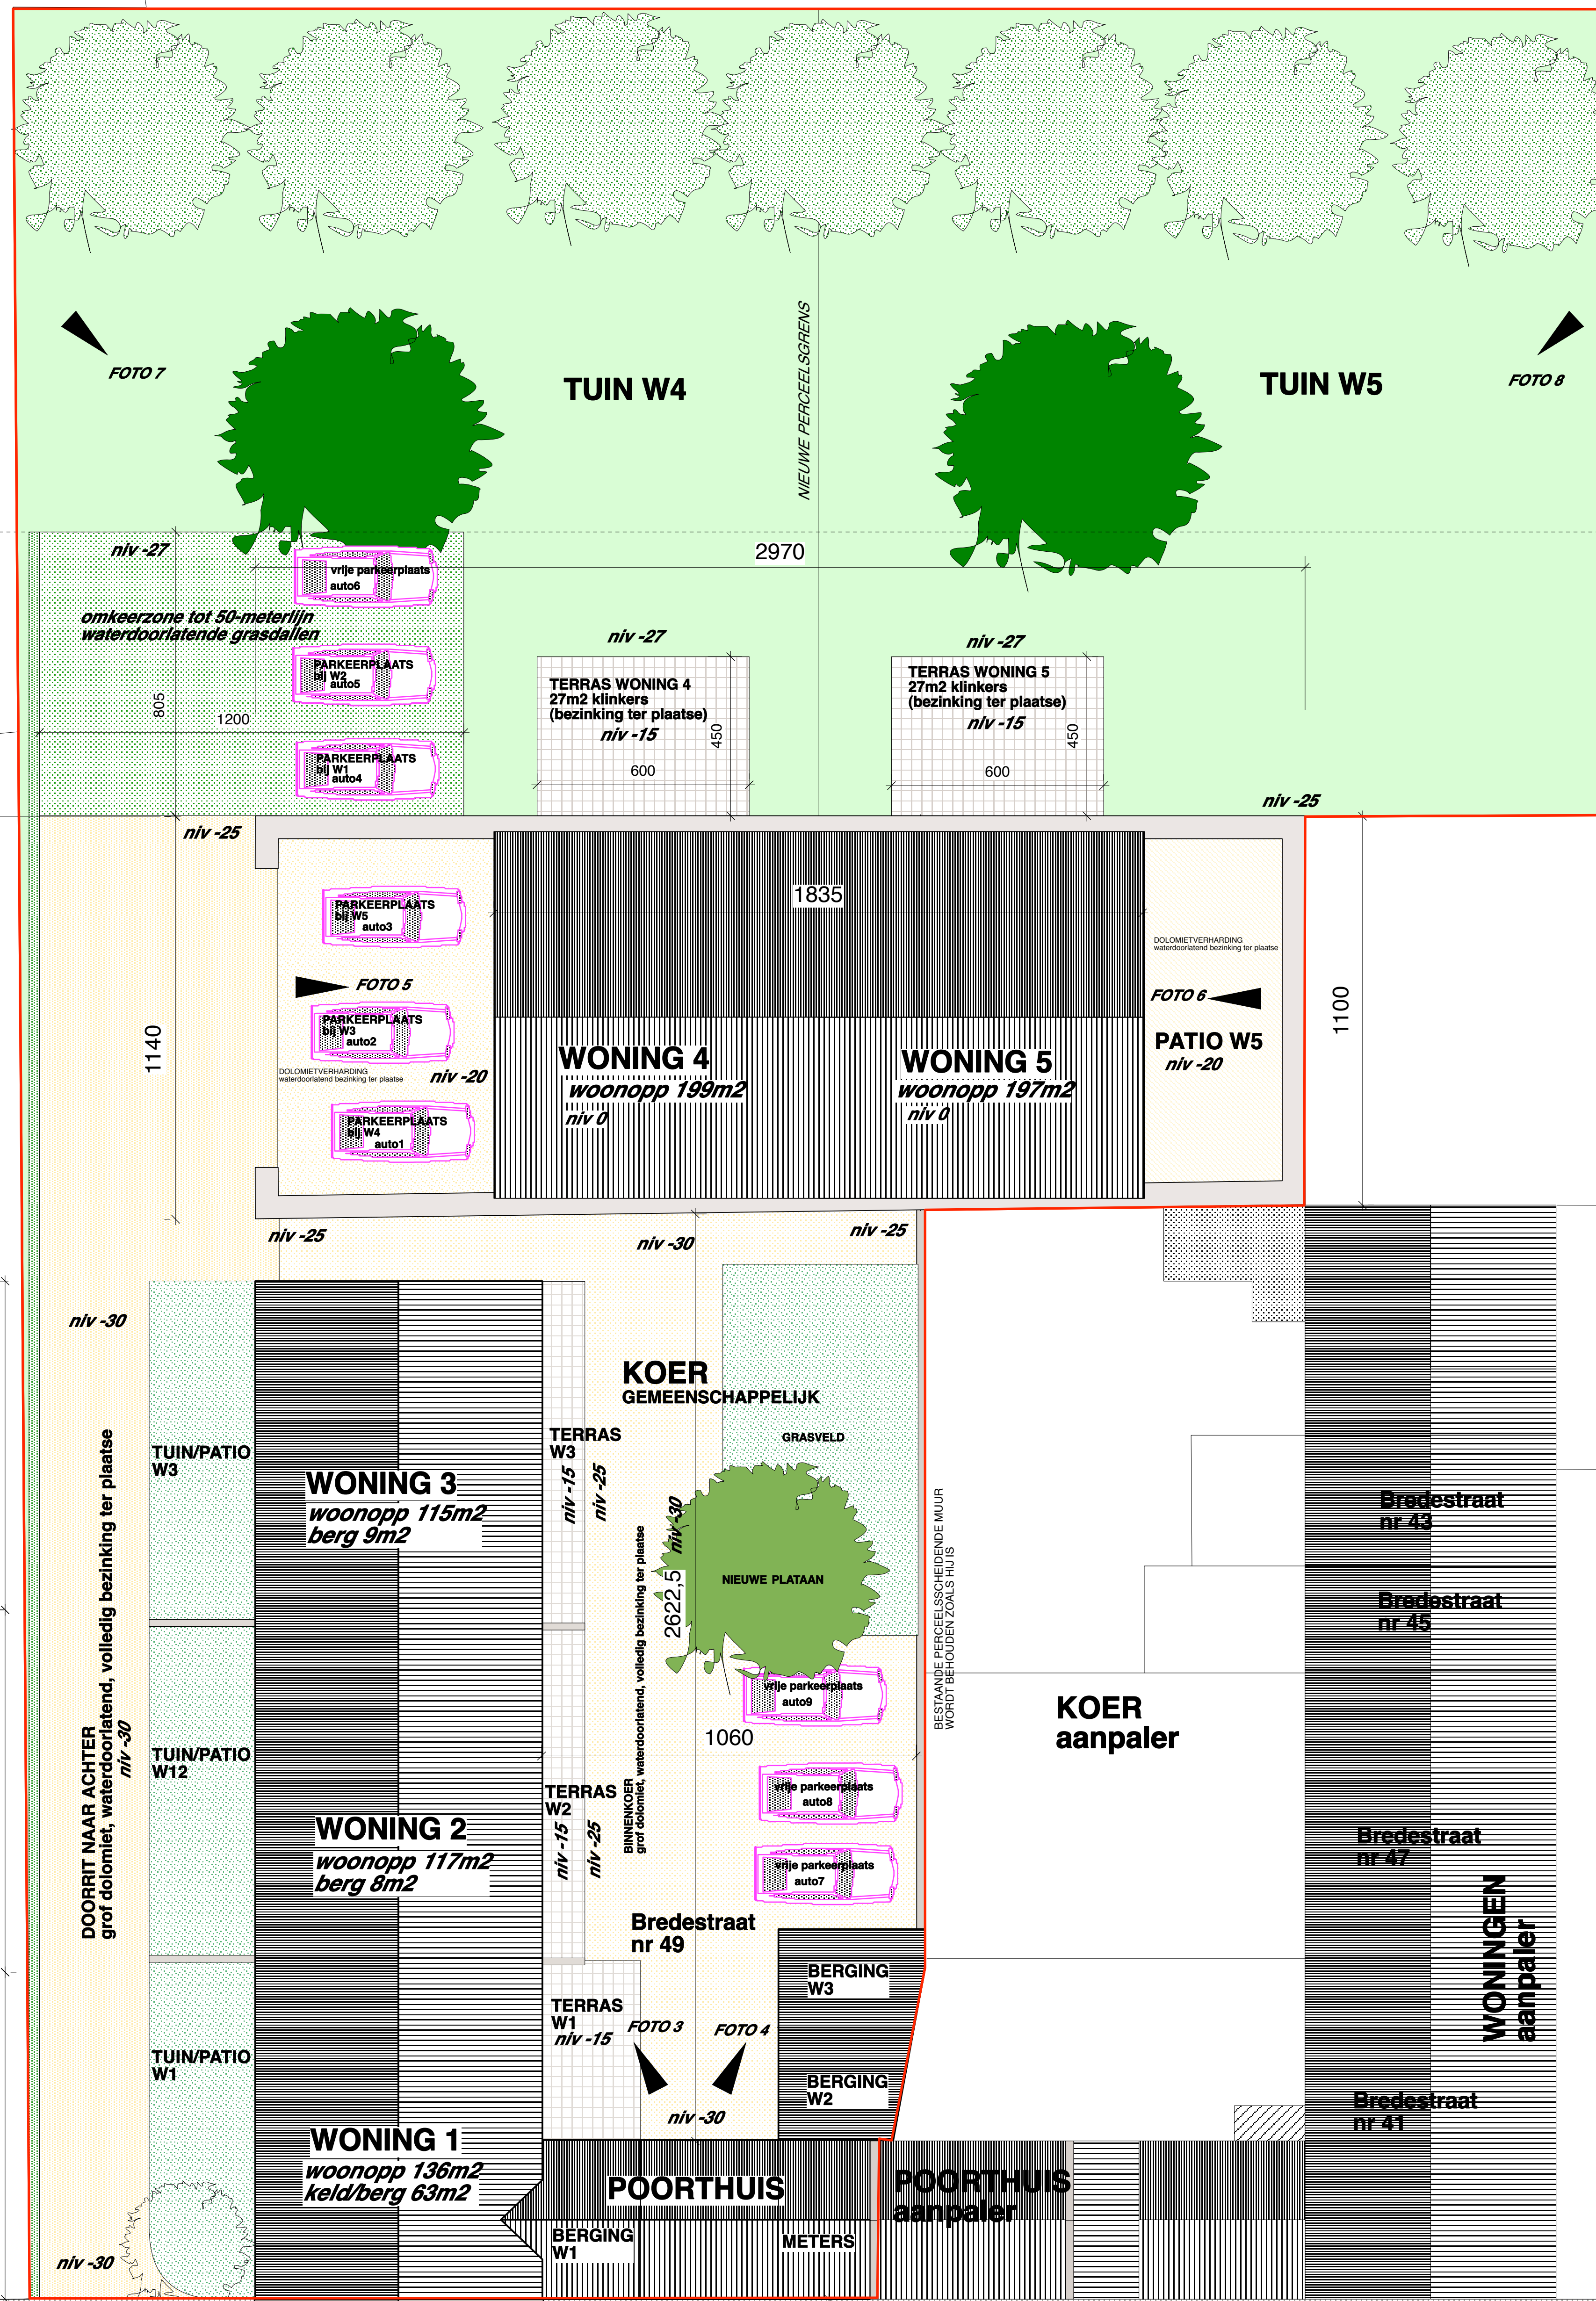 FOTO 7
TUIN W4
NIEUWE PERCEELSGRENS
TUIN W5
FOTO 8
niv -27
vrije parkeerplaats
auto6
2970
omkeerzone tot 50-meterlijn
waterdoorlatende grasdallen
PARKEERPLAATS
bij W2
auto5
805
1200
PARKEERPLAATS
bij W1
auto4
niv -27
TERRAS WONING 4
27m2 klinkers
(bezinking ter plaatse)
niv -15
450
600
niv -27
TERRAS WONING 5
27m2 klinkers
(bezinking ter plaatse)
niv -15
450
600
niv -25
niv -25
1835
PARKEERPLAATS
bij W5
auto3
FOTO 5
PARKEERPLAATS
bij W3
auto2
DOLOMIETVERHARDING
waterdoorlatend bezinking ter plaatse
niv -20
PARKEERPLAATS
bij W4
auto1
1140
WONING 4
woonopp 199m2
niv 0
WONING 5
woonopp 197m2
niv 0
DOLOMIETVERHARDING
waterdoorlatend bezinking ter plaatse
FOTO 6
PATIO W5
niv -20
1100
niv -25
niv -30
niv -25
niv -30
KOER
GEMEENSCHAPPELIJK
GRASVELD
TUIN/PATIO
W3
WONING 3
woonopp 115m2
berg 9m2
TERRAS
W3
niv -15
niv -25
niv -30
2622,5
NIEUWE PLATAAN
BESTAANDE PERCEELSSCHEIDENDE MUUR
WORDT BEHOUDEN ZOALS HIJ IS
Bredestraat
nr 43
Bredestraat
nr 45
DOORRIT NAAR ACHTER
grof dolomiet, waterdoorlatend, volledig bezinking ter plaatse
niv -30
TUIN/PATIO
W12
WONING 2
woonopp 117m2
berg 8m2
TERRAS
W2
niv -15
niv -25
BINNENKOER
grof dolomiet, waterdoorlatend, volledig bezinking ter plaatse
vrije parkeerplaats
auto9
1060
vrije parkeerplaats
auto8
vrije parkeerplaats
auto7
KOER
aanpaler
Bredestraat
nr 47
WONINGEN
aanpaler
Bredestraat
nr 49
BERGING
W3
TERRAS
W1
niv -15
FOTO 3
FOTO 4
BERGING
W2
niv -30
TUIN/PATIO
W1
Bredestraat
nr 41
WONING 1
woonopp 136m2
keld/berg 63m2
POORTHUIS
POORTHUIS
aanpaler
BERGING
W1
METERS
niv -30